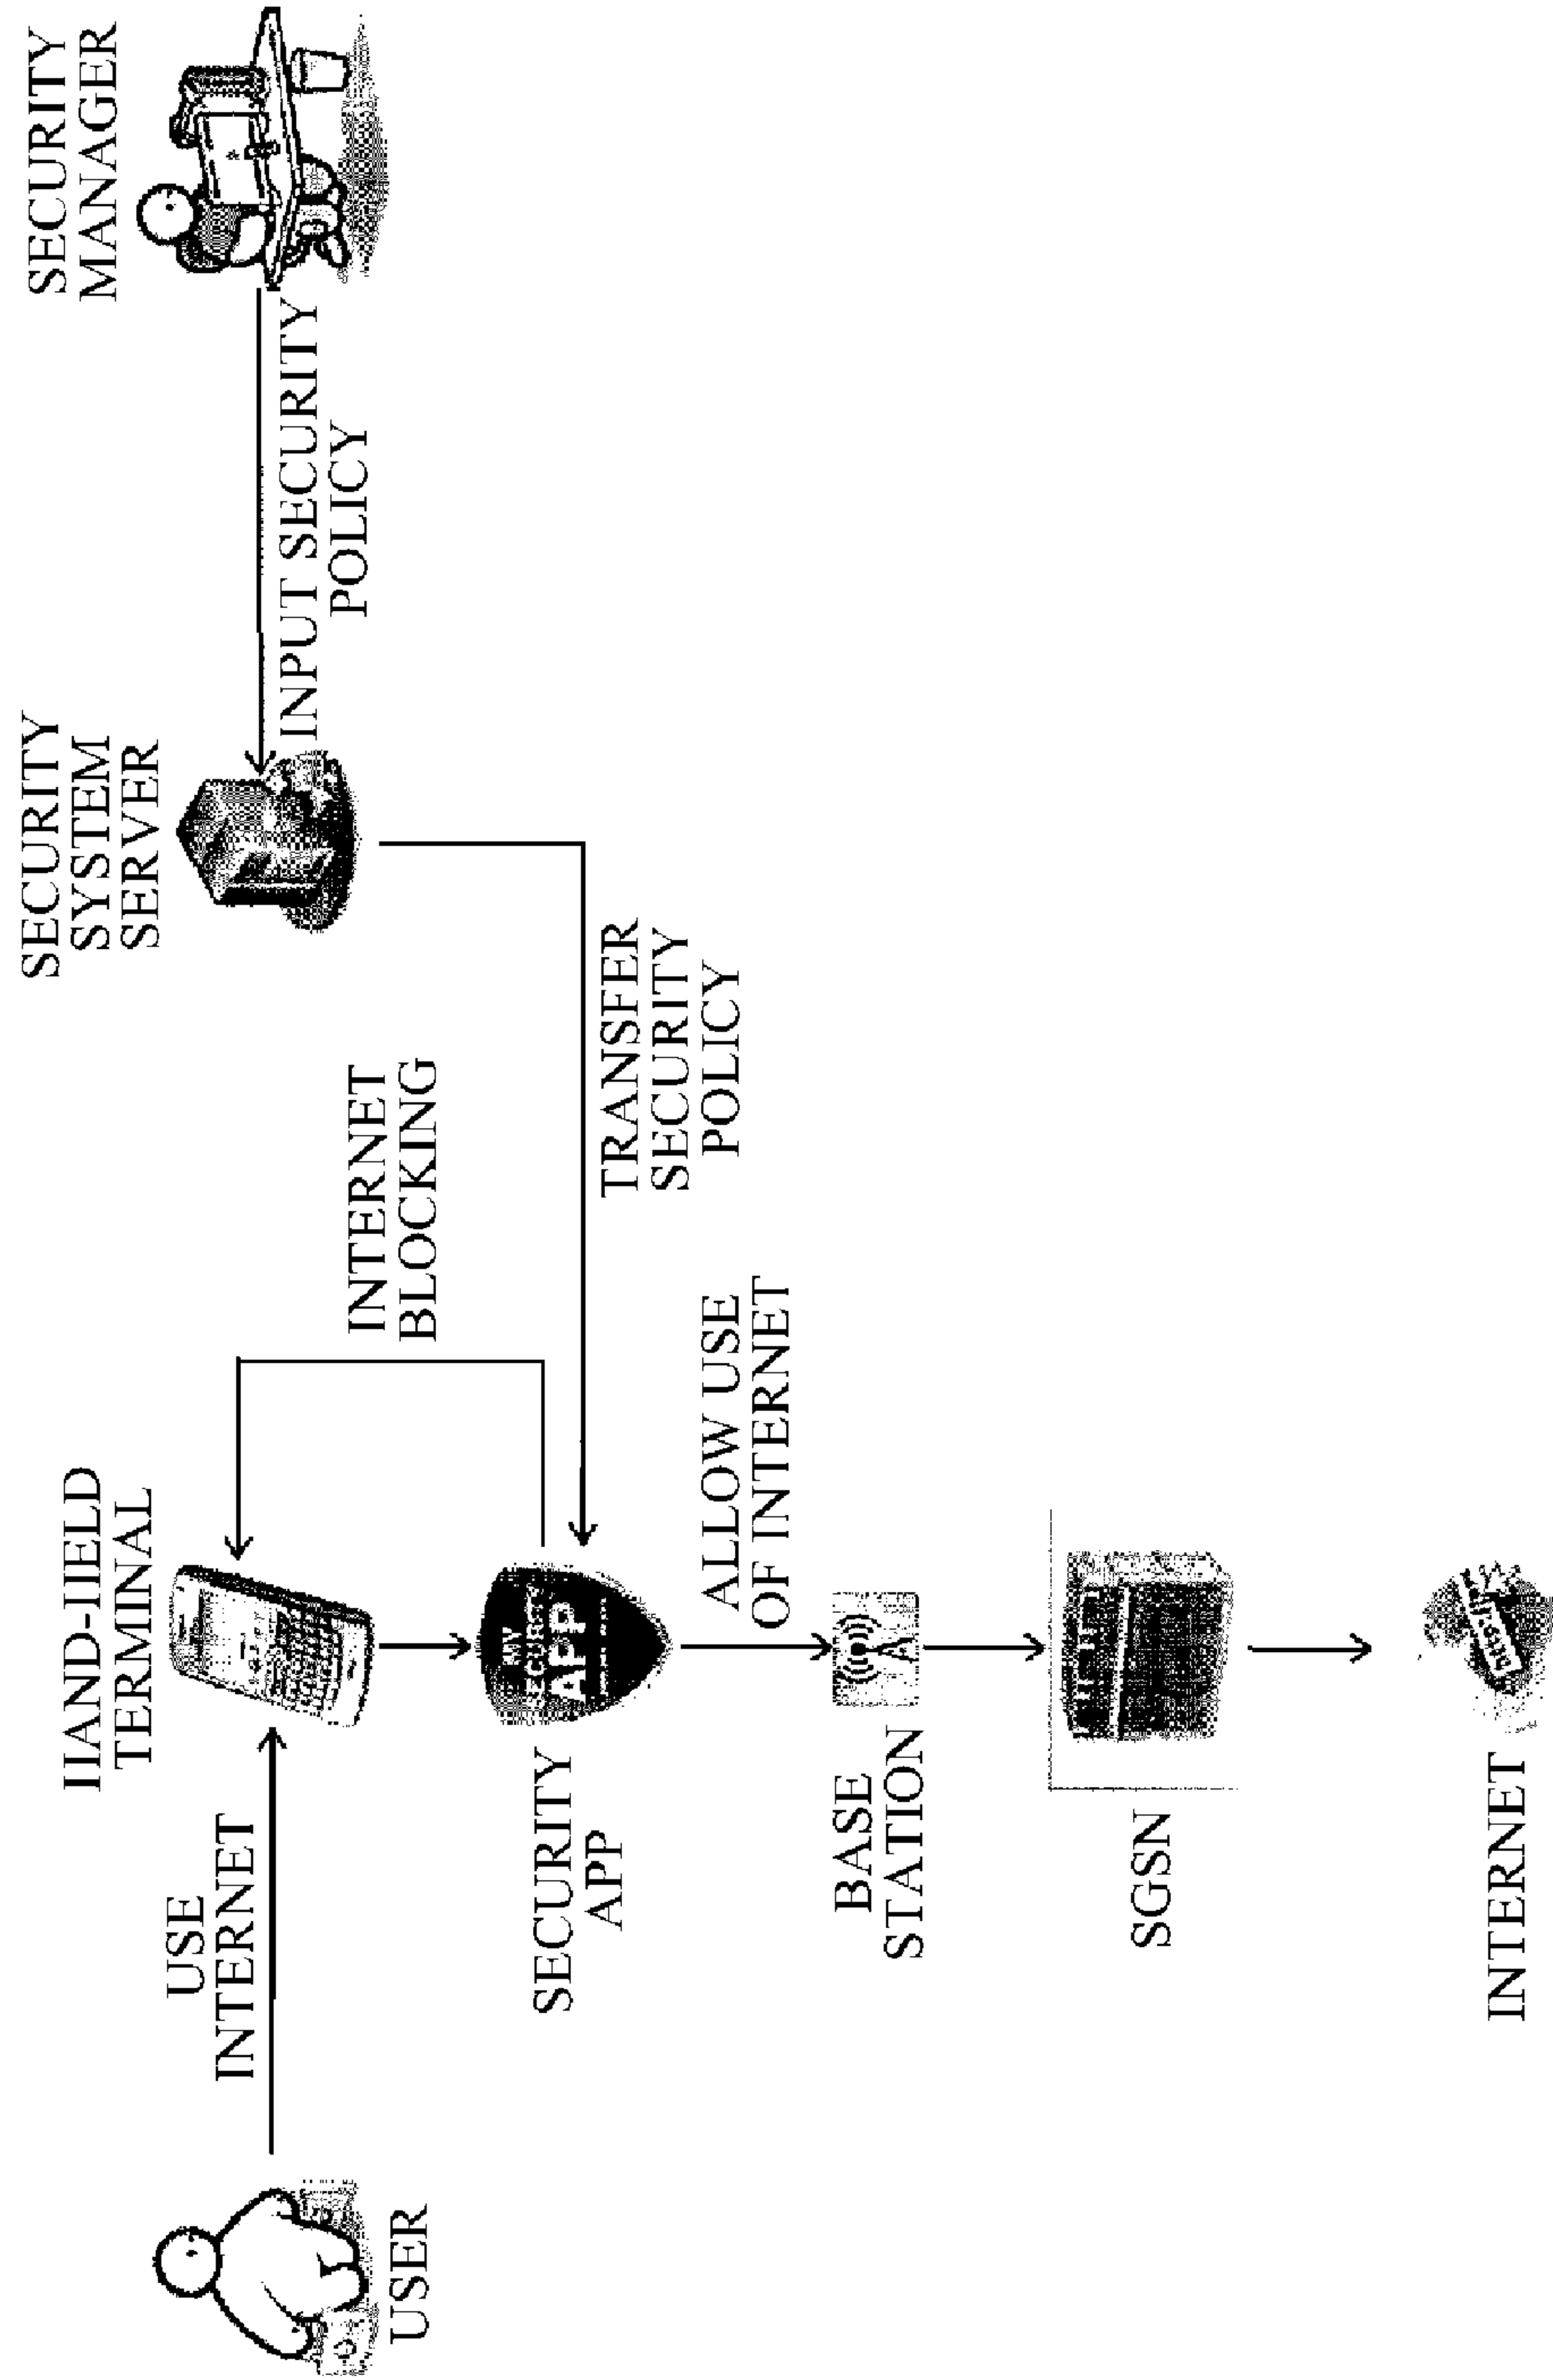 SECURITY
MANAGER
SECURITY
SYSTEM
SERVER
INPUT SECURITY
POLICY
INTERNET
BLOCKING
TRANSFER
SECURITY
POLICY
HAND-HELD
TERMINAL
USE
INTERNET
USER
SECURITY
APP
ALLOW USE
OF INTERNET
BASE
STATION
SGSN
INTERNET
APP